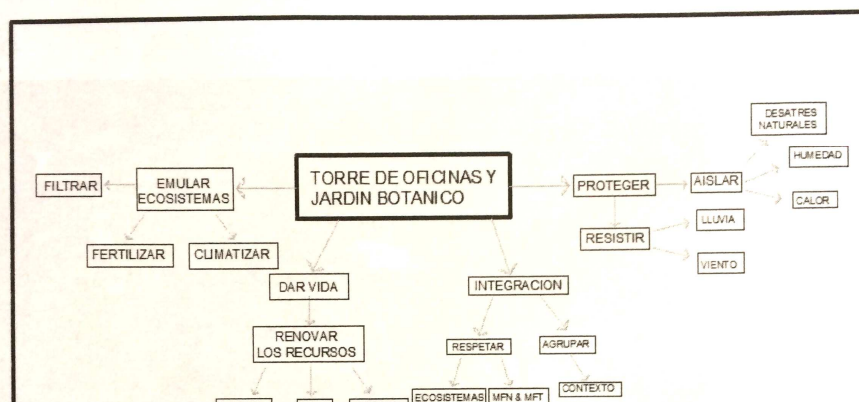 DESATRES
NATURALES
HUMEDAD
TORRE DE OFICINAS Y
JARDIN BOTANICO
EMULAR
ECOSISTEMAS
FILTRAR
PROTEGER
AISLAR
CALOR
LLUVIA
RESISTIR
VIENTO
FERTILIZAR
CLIMATIZAR
DAR VIDA
INTEGRACION
RENOVAR
LOS RECURSOS
RESPETAR
AGRUPAR
CONTEXTO
ECOSISTEMAS
MFN & MFT